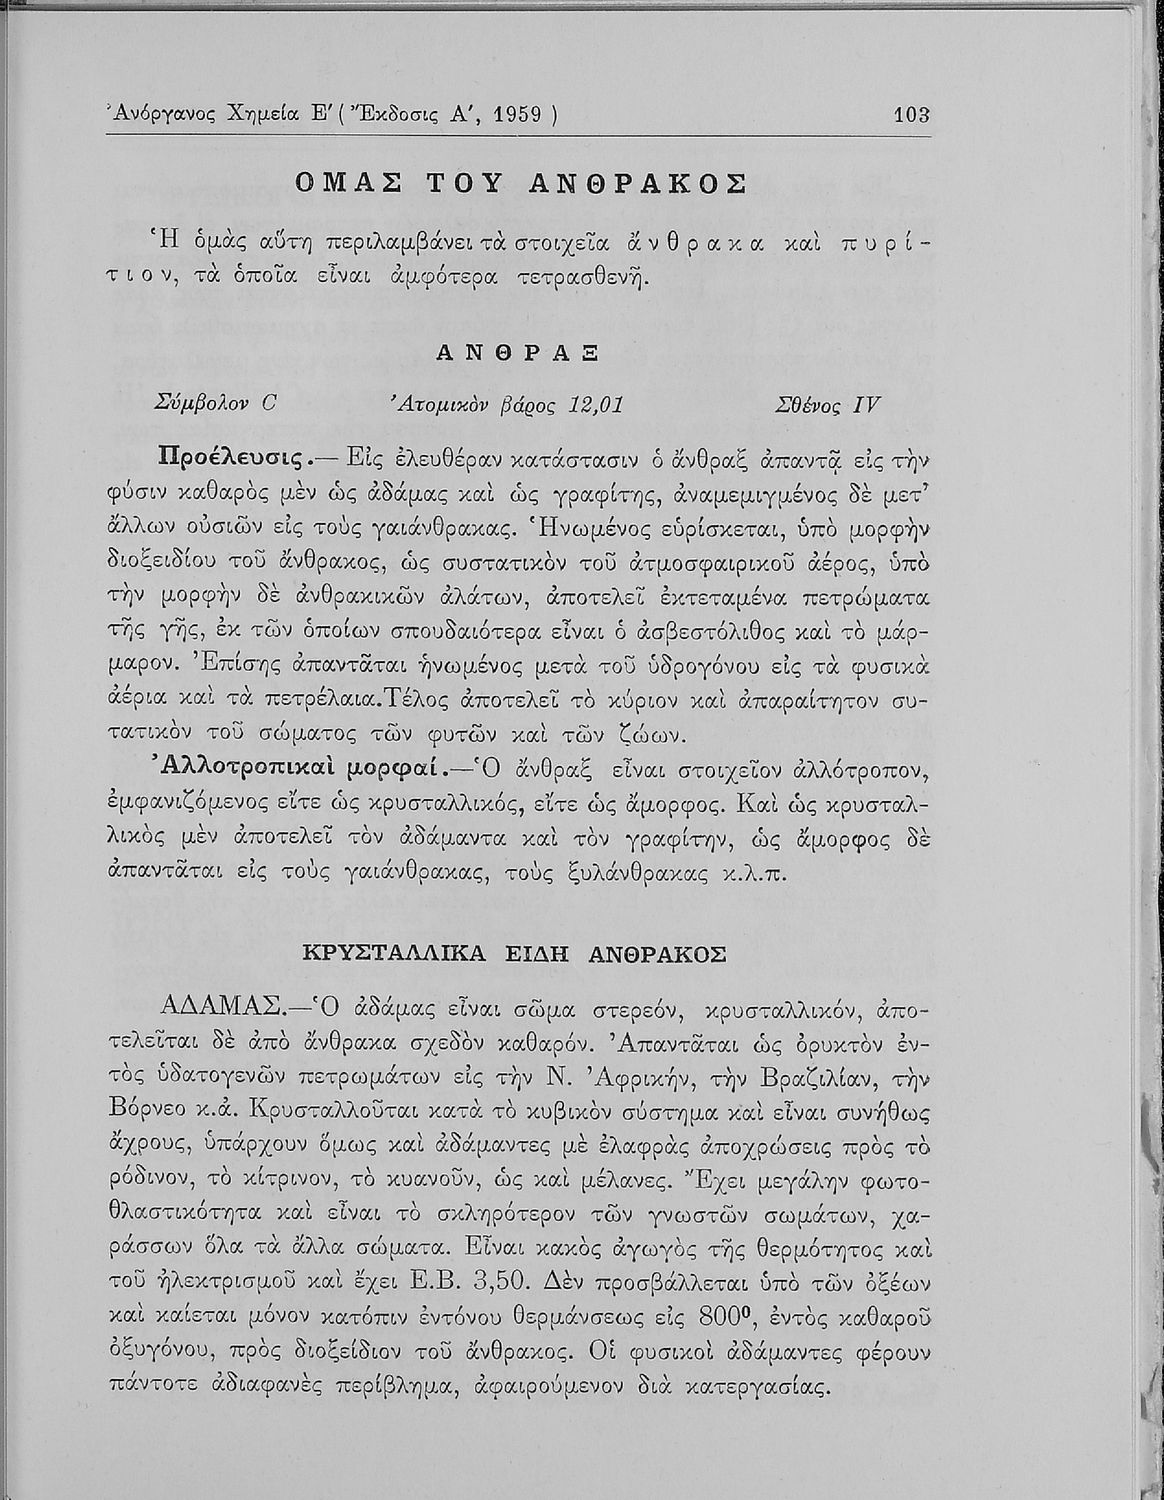 Ἀνόργανος Χημεία Ε' ( Ἔκδοσις Α', 1959 ) 103
ΟΜΑΣ ΤΟΥ ΑΝΘΡΑΚΟΣ
Ἡ ὁμὰς αὕτη περιλαμβάνει τὰ στοιχεῖα ἄνθρακα καὶ πυρί-
τιον, τὰ ὁποῖα εἶναι ἀμφότερα τετρασθενῆ.
ΑΝΘΡΑΞ
Σύμβολον C Ἀτομικὸν βάρος 12,01 Σθένος IV
Προέλευσις.— Εἰς ἐλευθέραν κατάστασιν ὁ ἄνθραξ ἀπαντᾷ εἰς τὴν
φύσιν καθαρὸς μὲν ὡς ἀδάμας καὶ ὡς γραφίτης, ἀναμεμιγμένος δὲ μετ'
ἄλλων οὐσιῶν εἰς τοὺς γαιάνθρακας. Ἡνωμένος εὑρίσκεται, ὑπὸ μορφὴν
διοξειδίου τοῦ ἄνθρακος, ὡς συστατικὸν τοῦ ἀτμοσφαιρικοῦ ἀέρος, ὑπὸ
τὴν μορφὴν δὲ ἀνθρακικῶν ἀλάτων, ἀποτελεῖ ἐκτεταμένα πετρώματα
τῆς γῆς, ἐκ τῶν ὁποίων σπουδαιότερα εἶναι ὁ ἀσβεστόλιθος καὶ τὸ μάρ-
μαρον. Ἐπίσης ἀπαντᾶται ἡνωμένος μετὰ τοῦ ὑδρογόνου εἰς τὰ φυσικὰ
ἀέρια καὶ τὰ πετρέλαια.Τέλος ἀποτελεῖ τὸ κύριον καὶ ἀπαραίτητον συ-
τατικὸν τοῦ σώματος τῶν φυτῶν καὶ τῶν ζώων.
Ἀλλοτροπικαὶ μορφαί.—Ὁ ἄνθραξ εἶναι στοιχεῖον ἀλλότροπον,
ἐμφανιζόμενος εἴτε ὡς κρυσταλλικός, εἴτε ὡς ἄμορφος. Καὶ ὡς κρυσταλ-
λικὸς μὲν ἀποτελεῖ τὸν ἀδάμαντα καὶ τὸν γραφίτην, ὡς ἄμορφος δὲ
ἀπαντᾶται εἰς τοὺς γαιάνθρακας, τοὺς ξυλάνθρακας κ.λ.π.
ΚΡΥΣΤΑΛΛΙΚΑ ΕΙΔΗ ΑΝΘΡΑΚΟΣ
ΑΔΑΜΑΣ.—Ὁ ἀδάμας εἶναι σῶμα στερεόν, κρυσταλλικόν, ἀπο-
τελεῖται δὲ ἀπὸ ἄνθρακα σχεδὸν καθαρόν. Ἀπαντᾶται ὡς ὀρυκτὸν ἐν-
τὸς ὑδατογενῶν πετρωμάτων εἰς τὴν Ν. Ἀφρικήν, τὴν Βραζιλίαν, τὴν
Βόρνεο κ.ἀ. Κρυσταλλοῦται κατὰ τὸ κυβικὸν σύστημα καὶ εἶναι συνήθως
ἄχρους, ὑπάρχουν ὅμως καὶ ἀδάμαντες μὲ ἐλαφρὰς ἀποχρώσεις πρὸς τὸ
ρόδινον, τὸ κίτρινον, τὸ κυανοῦν, ὡς καὶ μέλανες. Ἔχει μεγάλην φωτο-
θλαστικότητα καὶ εἶναι τὸ σκληρότερον τῶν γνωστῶν σωμάτων, χα-
ράσσων ὅλα τὰ ἄλλα σώματα. Εἶναι κακὸς ἀγωγὸς τῆς θερμότητος καὶ
τοῦ ἠλεκτρισμοῦ καὶ ἔχει Ε.Β. 3,50. Δὲν προσβάλλεται ὑπὸ τῶν ὀξέων
καὶ καίεται μόνον κατόπιν ἐντόνου θερμάνσεως εἰς 800⁰, ἐντὸς καθαροῦ
ὀξυγόνου, πρὸς διοξείδιον τοῦ ἄνθρακος. Οἱ φυσικοὶ ἀδάμαντες φέρουν
πάντοτε ἀδιαφανὲς περίβλημα, ἀφαιρούμενον διὰ κατεργασίας.